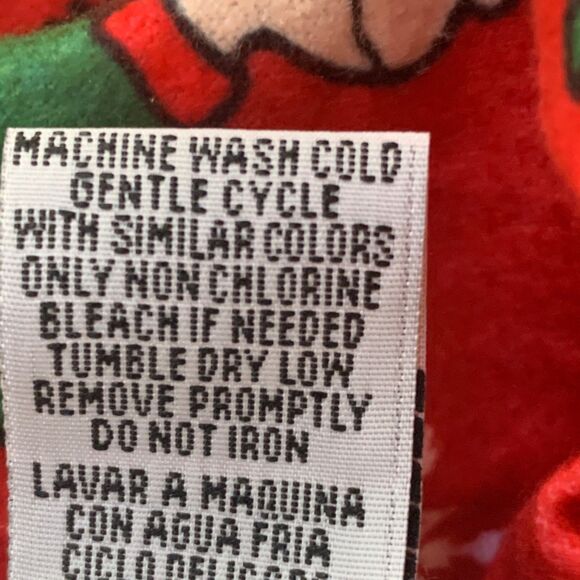 MACHINE WASH COLD
GENTLE CYCLE
WITH SIMILAR COLORS
ONLY NON CHLORINE
BLEACH IF NEEDED
TUMBLE DRY LOW
REMOVE PROMPTLY
DO NOT IRON
LAVAR A MAQUINA
CON AGUA FRIA
CICLO